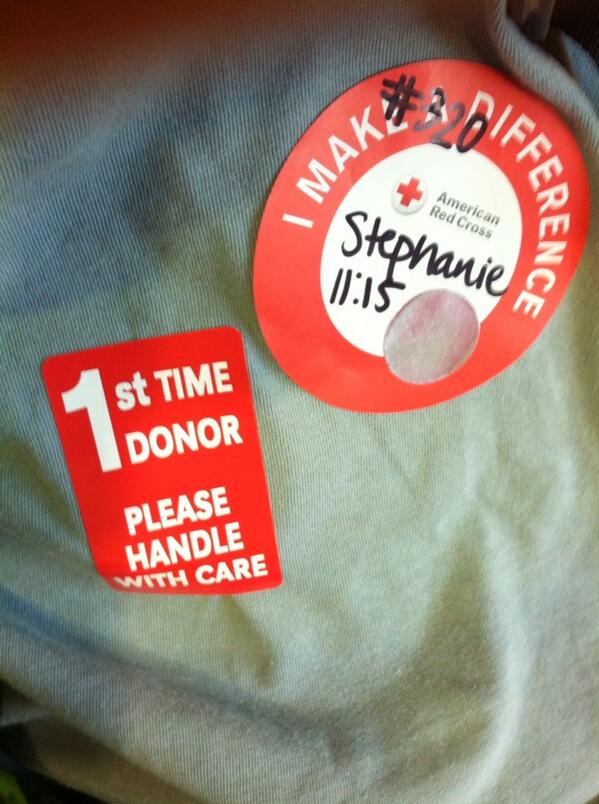 #320
I MAKE A DIFFERENCE
American
Red Cross
Stephanie
11:15
1st TIME
DONOR
PLEASE
HANDLE
WITH CARE